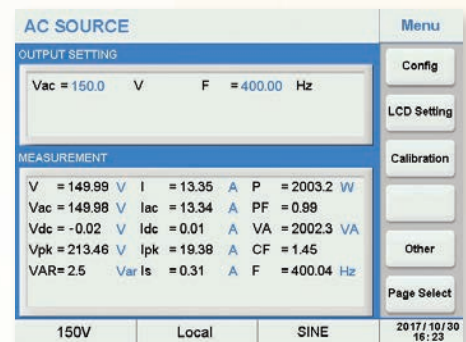 AC SOURCE
Menu
OUTPUT SETTING
Vac = 150.0 V F = 400.00 Hz
Config
LCD Setting
MEASUREMENT
Calibration
V = 149.99 V I = 13.35 A P = 2003.2 W
Vac = 149.98 V Iac = 13.34 A PF = 0.99
Vdc = -0.02 V Idc = 0.01 A VA = 2002.3 VA
Vpk = 213.46 V Ipk = 19.38 A CF = 1.45
VAR= 2.5 Var Is = 0.31 A F = 400.04 Hz
Other
Page Select
150V Local SINE 2017/10/30
16:23